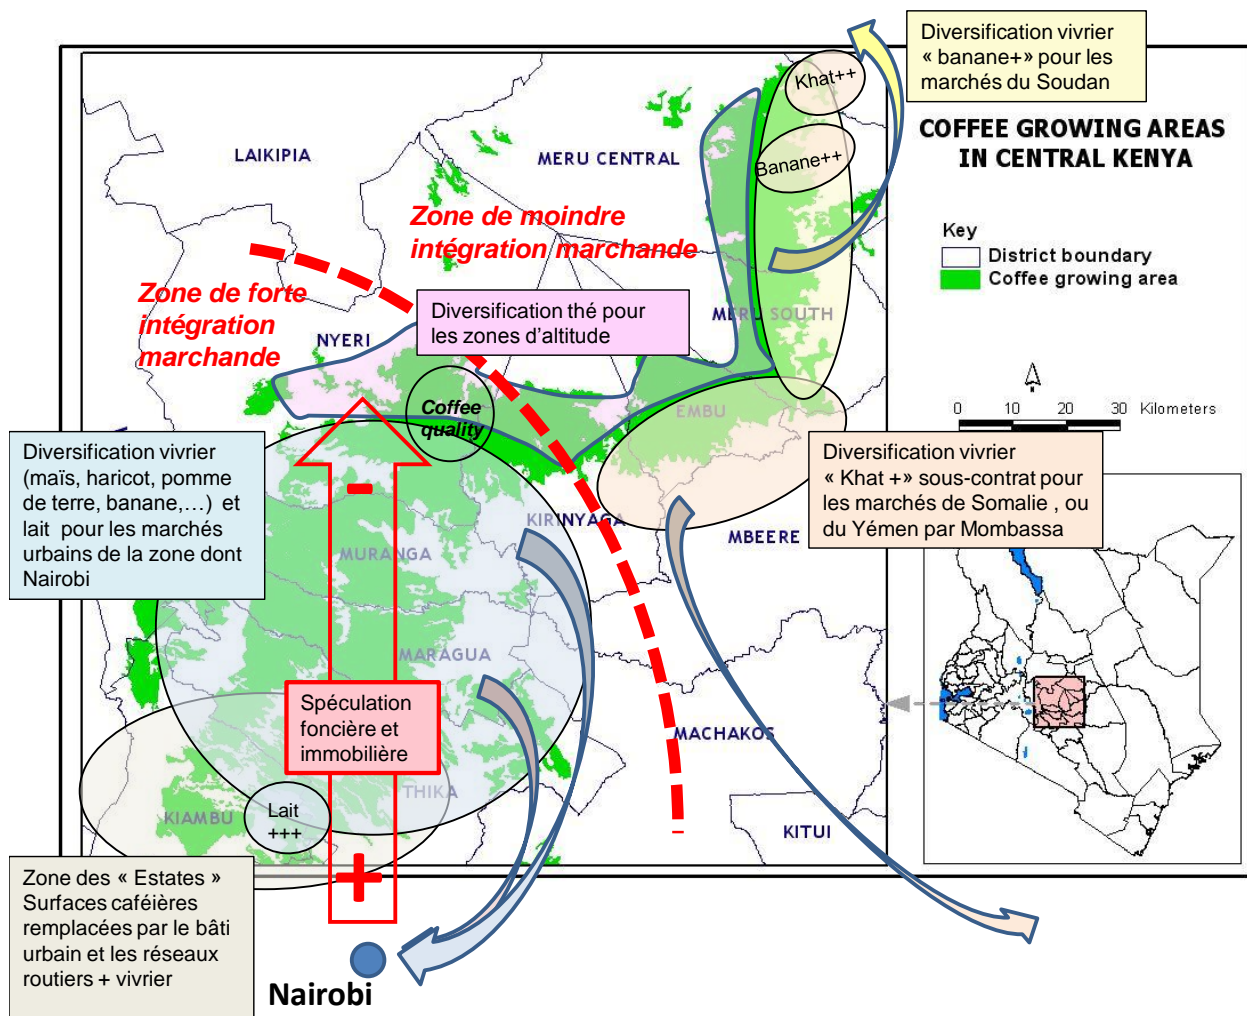 Diversification vivrier
« banane+» pour les
marchés du Soudan
Khat++
COFFEE GROWING AREAS
IN CENTRAL KENYA
LAIKIPIA
MERU CENTRAL
Banane++
Zone de moindre
intégration marchande
Key
District boundary
Coffee growing area
Zone de forte
intégration
marchande
Diversification thé pour
les zones d’altitude
MERU SOUTH
NYERI
Coffee
quality
EMBU
0 10 20 30 Kilometers
Diversification vivrier
(maïs, haricot, pomme
de terre, banane,…) et
lait pour les marchés
urbains de la zone dont
Nairobi
Diversification vivrier
« Khat +» sous-contrat pour
les marchés de Somalie , ou
du Yémen par Mombassa
-
KIRINYAGA
MBEERE
MURANGA
MARAGUA
Spéculation
foncière et
immobilière
MACHAKOS
THIKA
KIAMBU
Lait
+++
KITUI
+
Zone des « Estates »
Surfaces caféières
remplacées par le bâti
urbain et les réseaux
routiers + vivrier
Nairobi